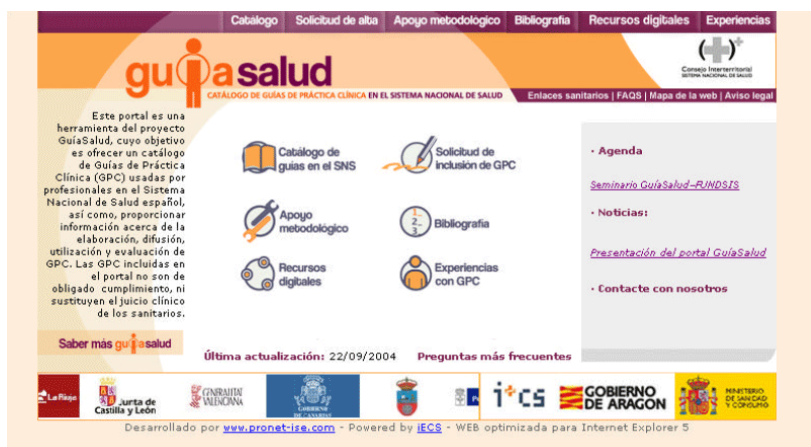 Catálogo Solicitud de alta Apoyo metodológico Bibliografia Recursos digitales Experiencias
guíasalud
CATÁLOGO DE GUÍAS DE PRÁCTICA CLÍNICA EN EL SISTEMA NACIONAL DE SALUD
Consejo Interterritorial
SISTEMA NACIONAL DE SALUD
Enlaces sanitarios | FAQS | Mapa de la web | Aviso legal
Este portal es una
herramienta del proyecto
GuíaSalud, cuyo objetivo
es ofrecer un catálogo
de Guías de Práctica
Clínica (GPC) usadas por
profesionales en el Sistema
Nacional de Salud español,
así como, proporcionar
información acerca de la
elaboración, difusión,
utilización y evaluación de
GPC. Las GPC incluidas en
el portal no son de
obligado cumplimiento, ni
sustituyen el juicio clínico
de los sanitarios.
Saber más guíasalud
Catálogo de
guias en el SNS
Solicitud de
inclusión de GPC
Apoyo
metodológico
1
2
3
Bibliografia
Recursos
digitales
Experiencias
con GPC
· Agenda
Seminario GuíaSalud-FUNDSIS
· Noticias:
Presentación del portal GuíaSalud
· Contacte con nosotros
Última actualización: 22/09/2004 Preguntas más frecuentes
La Rioja
Junta de
Castilla y León
GENERALITAT
VALENCIANA
GOBIERNO
DE CANARIAS
i+cs
GOBIERNO
DE ARAGON
MINISTERIO
DE SANIDAD
Y CONSUMO
Desarrollado por www.pronet-ise.com - Powered by iECS - WEB optimizada para Internet Explorer 5